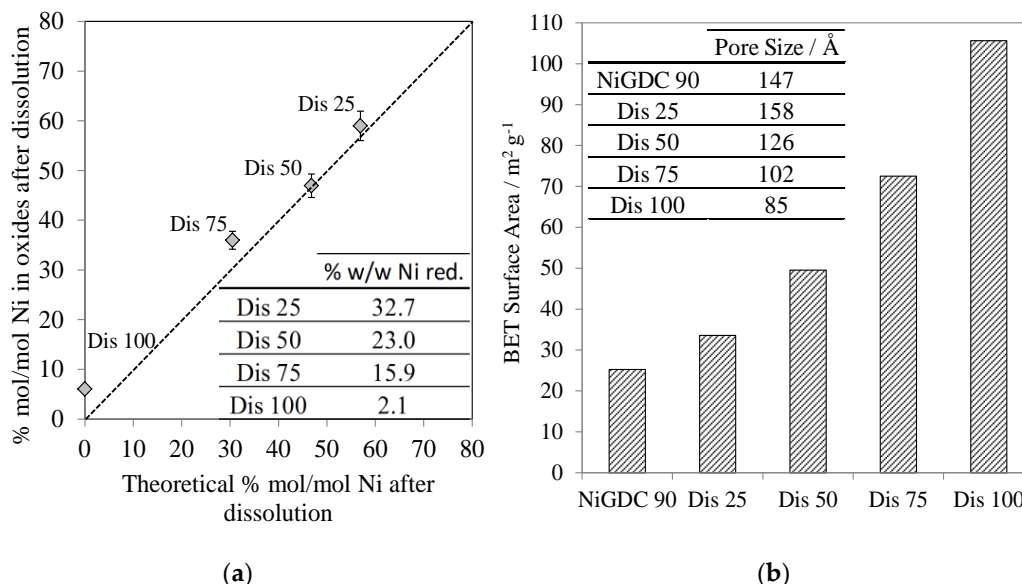 80
70
60
50
40
30
20
10
0
% mol/mol Ni in oxides after dissolution
Dis 25
Dis 50
Dis 75
Dis 100
% w/w Ni red.
Dis 25 32.7
Dis 50 23.0
Dis 75 15.9
Dis 100 2.1
0 10 20 30 40 50 60 70 80
Theoretical % mol/mol Ni after
dissolution
(a)
110
100
90
80
70
60
50
40
30
20
10
0
BET Surface Area / m² g⁻¹
Pore Size / Å
NiGDC 90 147
Dis 25 158
Dis 50 126
Dis 75 102
Dis 100 85
NiGDC 90 Dis 25 Dis 50 Dis 75 Dis 100
(b)